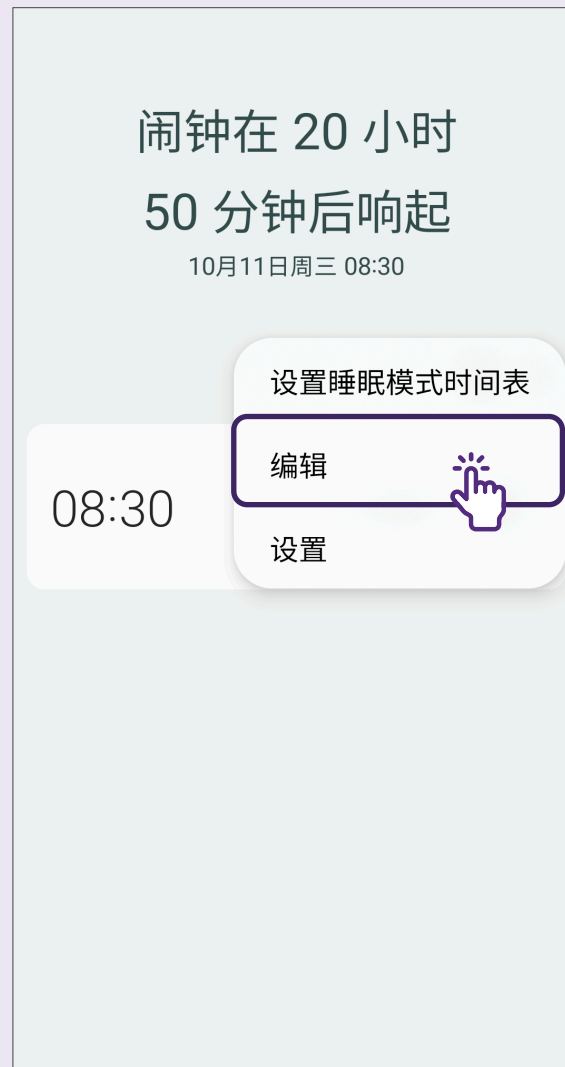 闹钟在 20 小时
50 分钟后响起
10月11日周三 08:30
设置睡眠模式时间表
编辑
08:30
设置